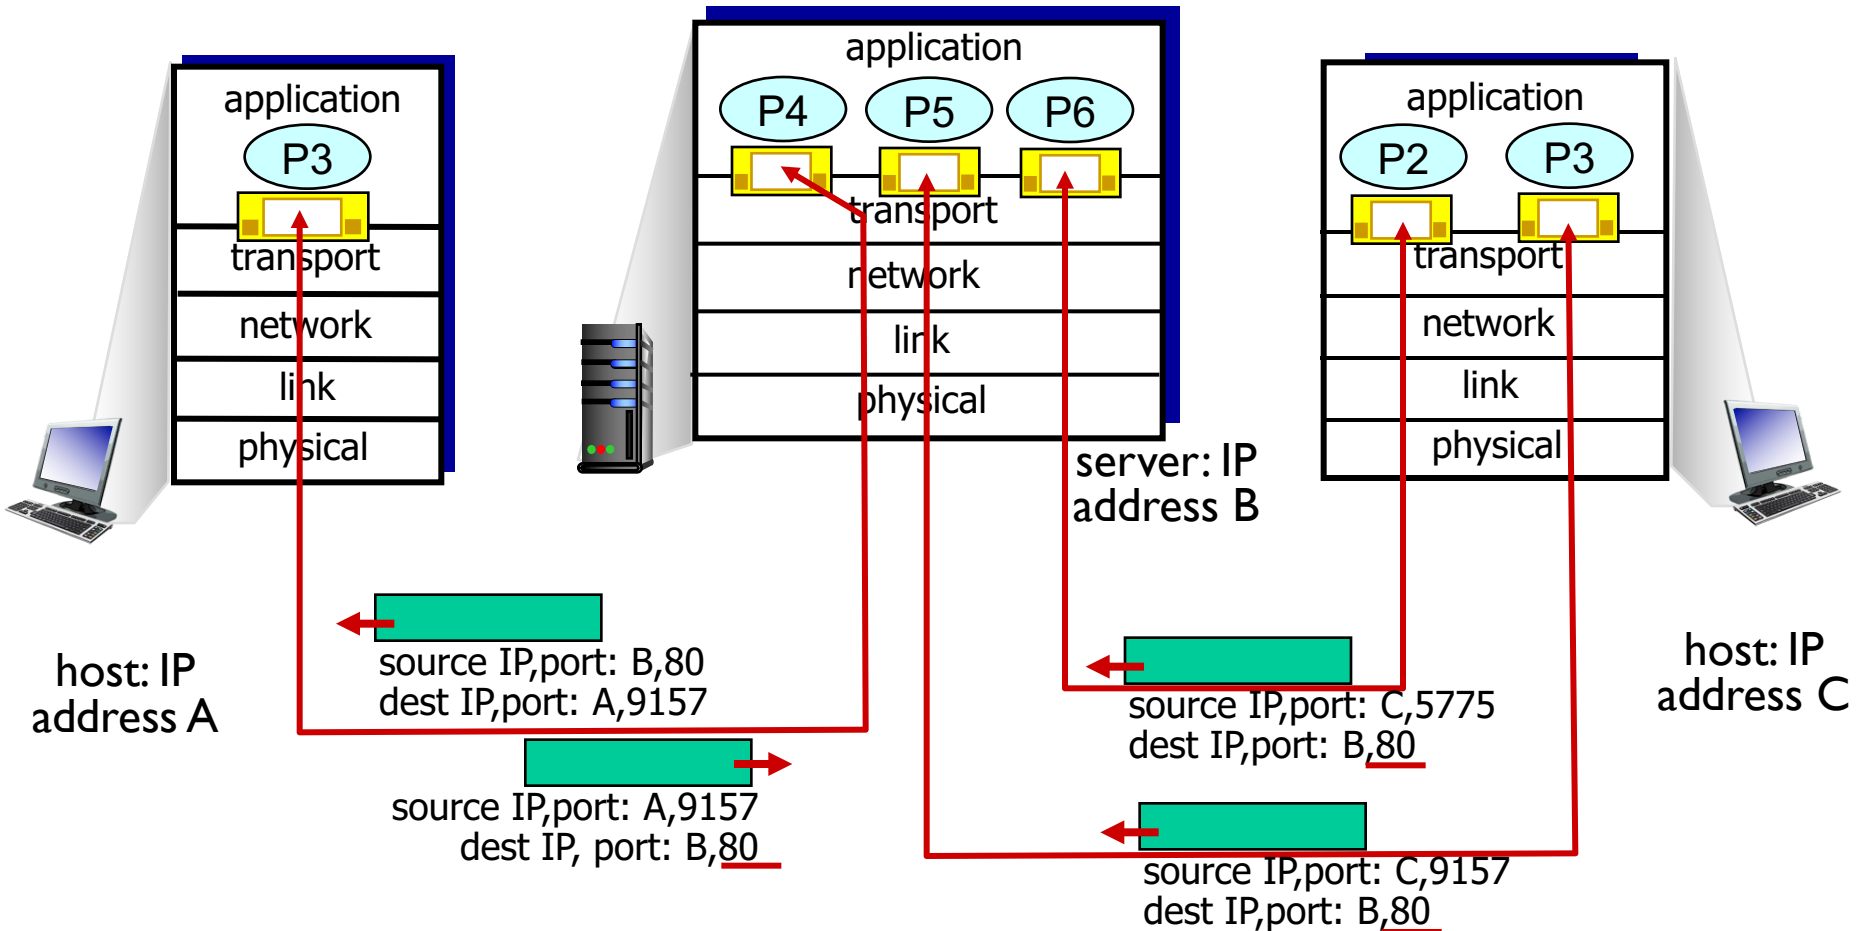 application
P3
transport
network
link
physical
host: IP
address A
application
P4 P5 P6
transport
network
link
physical
server: IP
address B
application
P2 P3
transport
network
link
physical
host: IP
address C
source IP,port: B,80
dest IP,port: A,9157
source IP,port: A,9157
dest IP, port: B,80
source IP,port: C,5775
dest IP,port: B,80
source IP,port: C,9157
dest IP,port: B,80